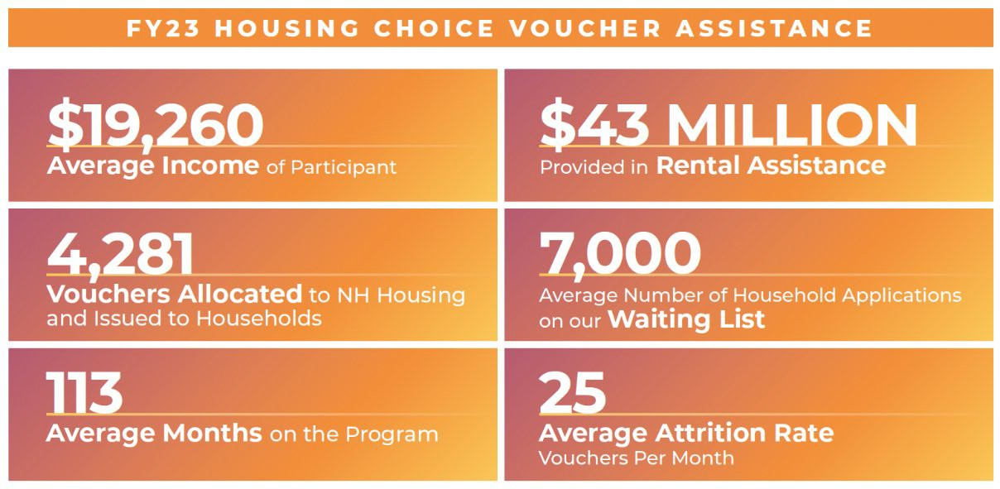 FY23 HOUSING CHOICE VOUCHER ASSISTANCE
$19,260
Average Income of Participant
$43 MILLION
Provided in Rental Assistance
4,281
Vouchers Allocated to NH Housing
and Issued to Households
7,000
Average Number of Household Applications
on our Waiting List
113
Average Months on the Program
25
Average Attrition Rate
Vouchers Per Month